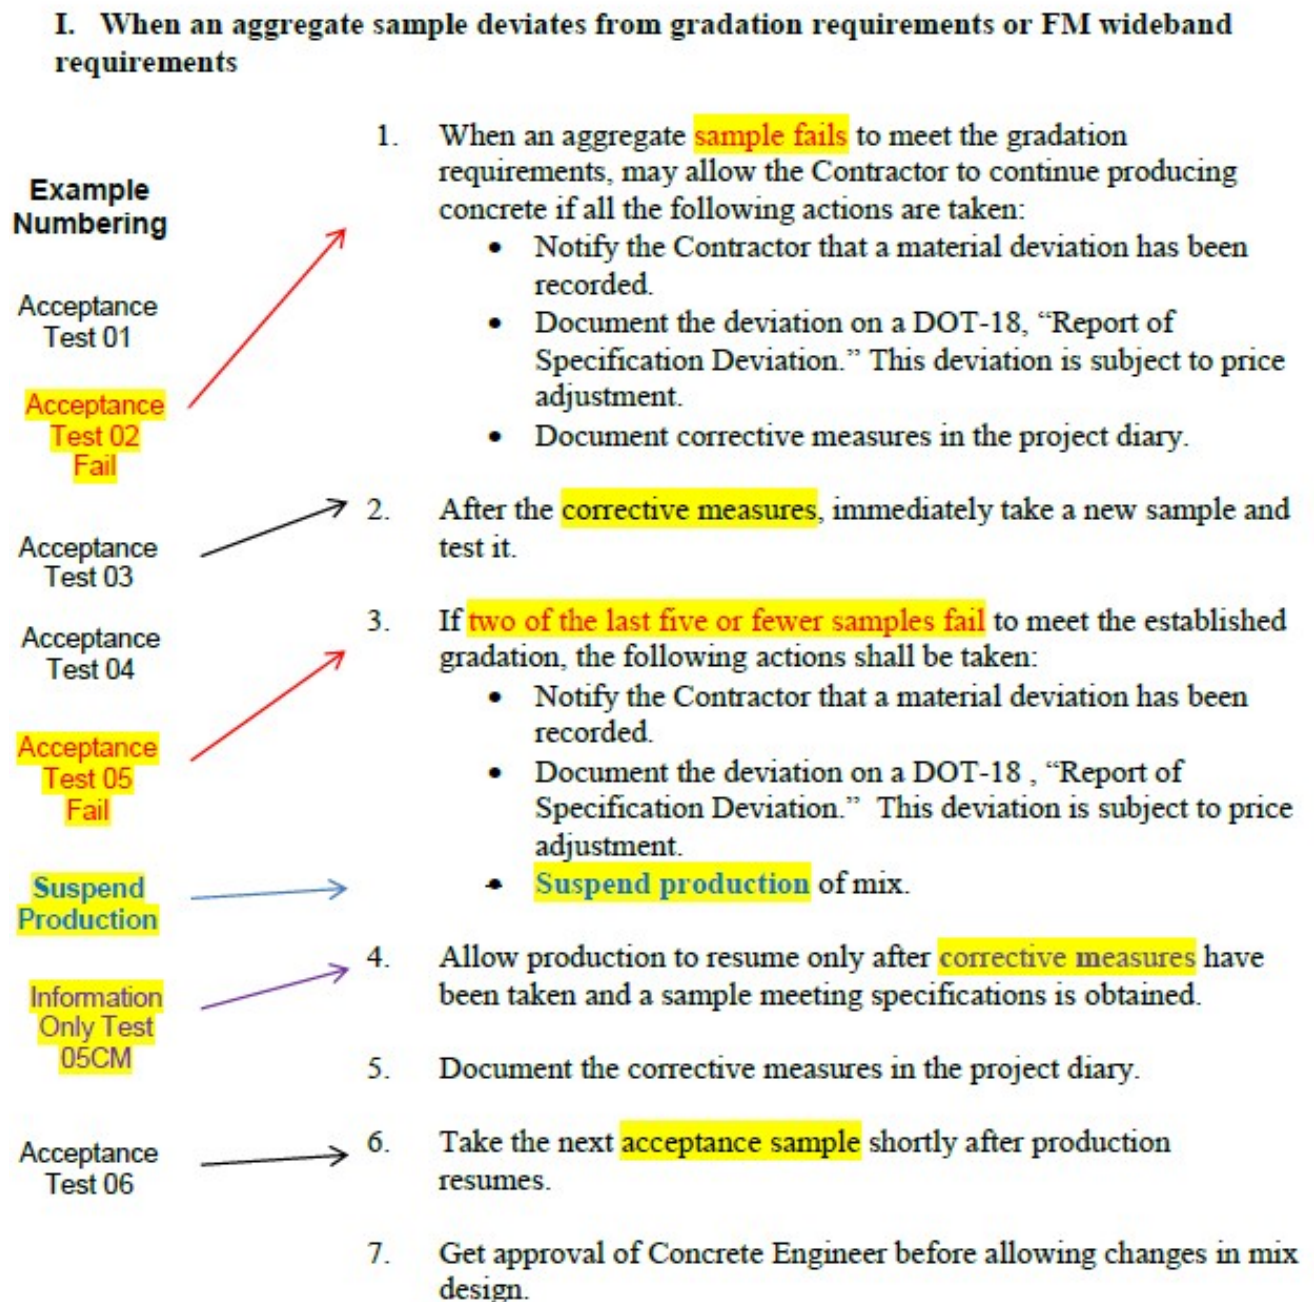 I. When an aggregate sample deviates from gradation requirements or FM wideband
requirements
Example
Numbering
Acceptance
Test 01
Acceptance
Test 02
Fail
Acceptance
Test 03
Acceptance
Test 04
Acceptance
Test 05
Fail
Suspend
Production
Information
Only Test
05CM
Acceptance
Test 06
1. When an aggregate sample fails to meet the gradation
requirements, may allow the Contractor to continue producing
concrete if all the following actions are taken:
• Notify the Contractor that a material deviation has been
recorded.
• Document the deviation on a DOT-18, “Report of
Specification Deviation.” This deviation is subject to price
adjustment.
• Document corrective measures in the project diary.
2. After the corrective measures, immediately take a new sample and
test it.
3. If two of the last five or fewer samples fail to meet the established
gradation, the following actions shall be taken:
• Notify the Contractor that a material deviation has been
recorded.
• Document the deviation on a DOT-18 , “Report of
Specification Deviation.” This deviation is subject to price
adjustment.
• Suspend production of mix.
4. Allow production to resume only after corrective measures have
been taken and a sample meeting specifications is obtained.
5. Document the corrective measures in the project diary.
6. Take the next acceptance sample shortly after production
resumes.
7. Get approval of Concrete Engineer before allowing changes in mix
design.